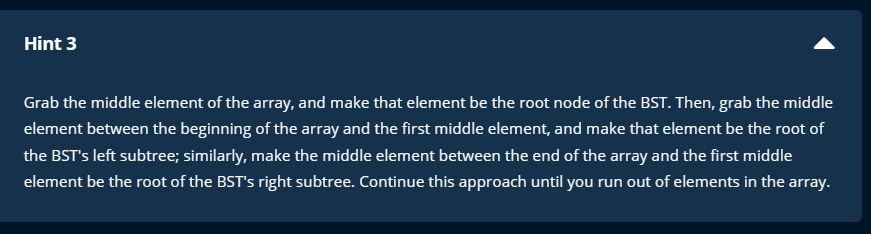 Hint 3
Grab the middle element of the array, and make that element be the root node of the BST. Then, grab the middle
element between the beginning of the array and the first middle element, and make that element be the root of
the BST's left subtree; similarly, make the middle element between the end of the array and the first middle
element be the root of the BST's right subtree. Continue this approach until you run out of elements in the array.